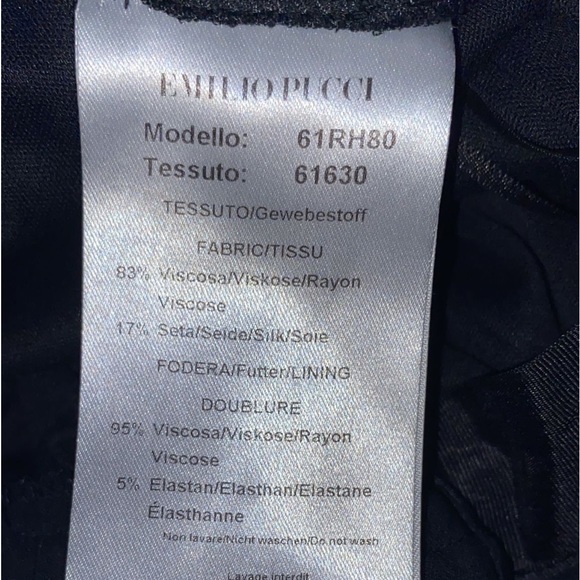 EMILIO PUCCI
Modello: 61RH80
Tessuto: 61630
TESSUTO/Gewebestoff
FABRIC/TISSU
83% Viscosa/Viskose/Rayon
Viscose
17% Seta/Seide/Silk/Soie
FODERA/Futter/LINING
DOUBLURE
95% Viscosa/Viskose/Rayon
Viscose
5% Elastan/Elasthan/Elastane
Élasthanne
Non lavare/Nicht waschen/Do not wash
Lavage interdit